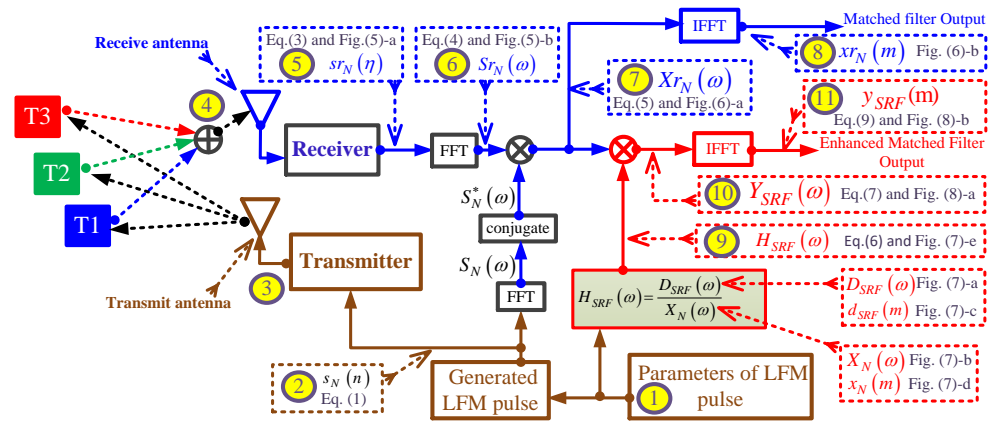 Receive antenna
Eq.(3) and Fig.(5)-a
5 sr_N(η)
Eq.(4) and Fig.(5)-b
6 Sr_N(ω)
IFFT
Matched filter Output
8 xr_N(m) Fig. (6)-b
7 Xr_N(ω)
Eq.(5) and Fig.(6)-a
11 y_SRF(m)
Eq.(9) and Fig.(8)-b
4
T3
T2
T1
Receiver
FFT
IFFT
Enhanced Matched Filter
Output
10 Y_SRF(ω) Eq.(7) and Fig. (8)-a
S*_N(ω)
conjugate
9 H_SRF(ω) Eq.(6) and Fig. (7)-e
S_N(ω)
FFT
Transmitter
3
Transmit antenna
H_SRF(ω)=D_SRF(ω)/X_N(ω)
D_SRF(ω) Fig. (7)-a
d_SRF(m) Fig. (7)-c
X_N(ω) Fig. (7)-b
x_N(m) Fig. (7)-d
2 s_N(n)
Eq. (1)
Generated
LFM pulse
Parameters of LFM
1 pulse